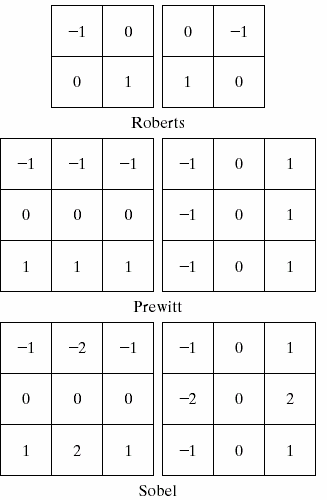 −1 0 0 −1
0 1 1 0
Roberts
−1 −1 −1 −1 0 1
0 0 0 −1 0 1
1 1 1 −1 0 1
Prewitt
−1 −2 −1 −1 0 1
0 0 0 −2 0 2
1 2 1 −1 0 1
Sobel